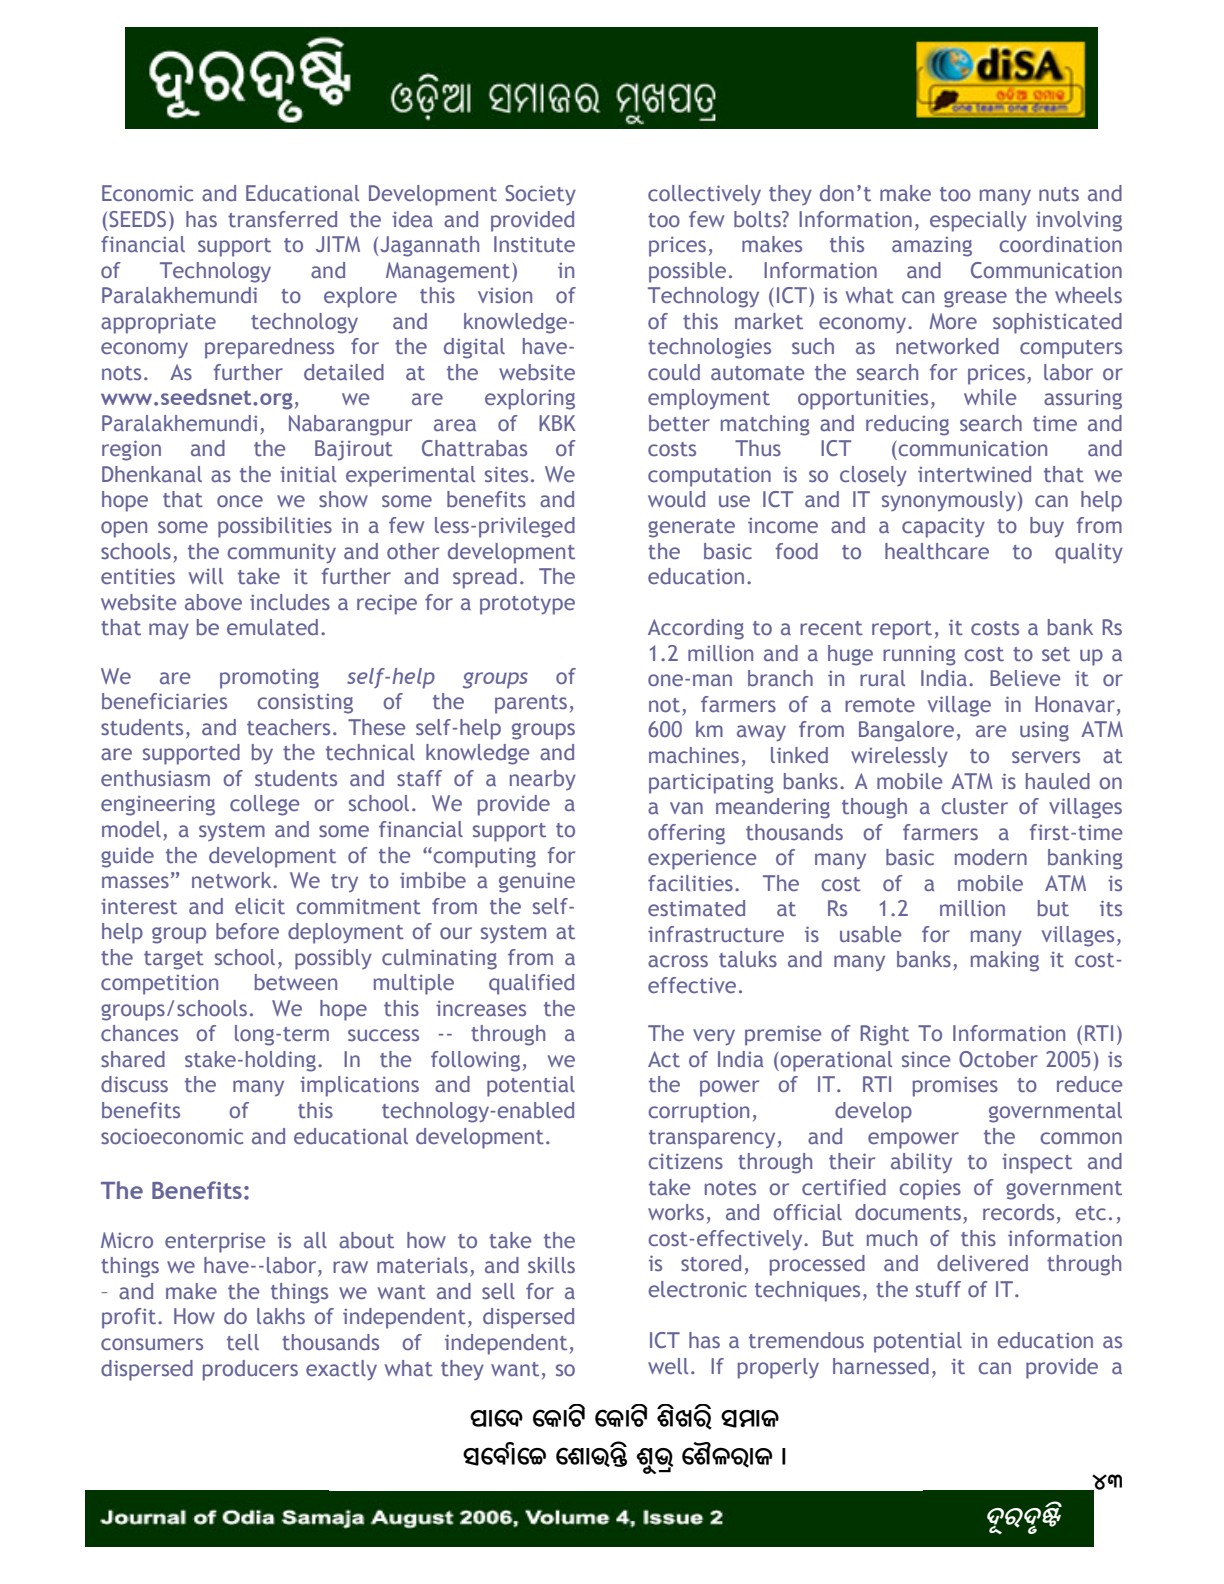 ଦୂରଦୃଷ୍ଟି ଓଡ଼ିଆ ସମାଜର ମୁଖପତ୍ର
odiSA
ଓଡ଼ିଆ ସମାଜ
one team one dream
Economic and Educational Development Society
(SEEDS) has transferred the idea and provided
financial support to JITM (Jagannath Institute
of Technology and Management) in
Paralakhemundi to explore this vision of
appropriate technology and knowledge-
economy preparedness for the digital have-
nots. As further detailed at the website
www.seedsnet.org, we are exploring
Paralakhemundi, Nabarangpur area of KBK
region and the Bajirout Chattrabas of
Dhenkanal as the initial experimental sites. We
hope that once we show some benefits and
open some possibilities in a few less-privileged
schools, the community and other development
entities will take it further and spread. The
website above includes a recipe for a prototype
that may be emulated.
We are promoting self-help groups of
beneficiaries consisting of the parents,
students, and teachers. These self-help groups
are supported by the technical knowledge and
enthusiasm of students and staff of a nearby
engineering college or school. We provide a
model, a system and some financial support to
guide the development of the “computing for
masses” network. We try to imbibe a genuine
interest and elicit commitment from the self-
help group before deployment of our system at
the target school, possibly culminating from a
competition between multiple qualified
groups/schools. We hope this increases the
chances of long-term success -- through a
shared stake-holding. In the following, we
discuss the many implications and potential
benefits of this technology-enabled
socioeconomic and educational development.
The Benefits:
Micro enterprise is all about how to take the
things we have--labor, raw materials, and skills
– and make the things we want and sell for a
profit. How do lakhs of independent, dispersed
consumers tell thousands of independent,
dispersed producers exactly what they want, so
collectively they don’t make too many nuts and
too few bolts? Information, especially involving
prices, makes this amazing coordination
possible. Information and Communication
Technology (ICT) is what can grease the wheels
of this market economy. More sophisticated
technologies such as networked computers
could automate the search for prices, labor or
employment opportunities, while assuring
better matching and reducing search time and
costs Thus ICT (communication and
computation is so closely intertwined that we
would use ICT and IT synonymously) can help
generate income and a capacity to buy from
the basic food to healthcare to quality
education.
According to a recent report, it costs a bank Rs
1.2 million and a huge running cost to set up a
one-man branch in rural India. Believe it or
not, farmers of a remote village in Honavar,
600 km away from Bangalore, are using ATM
machines, linked wirelessly to servers at
participating banks. A mobile ATM is hauled on
a van meandering though a cluster of villages
offering thousands of farmers a first-time
experience of many basic modern banking
facilities. The cost of a mobile ATM is
estimated at Rs 1.2 million but its
infrastructure is usable for many villages,
across taluks and many banks, making it cost-
effective.
The very premise of Right To Information (RTI)
Act of India (operational since October 2005) is
the power of IT. RTI promises to reduce
corruption, develop governmental
transparency, and empower the common
citizens through their ability to inspect and
take notes or certified copies of government
works, and official documents, records, etc.,
cost-effectively. But much of this information
is stored, processed and delivered through
electronic techniques, the stuff of IT.
ICT has a tremendous potential in education as
well. If properly harnessed, it can provide a
ପାଦେ କୋଟି କୋଟି ଶିଖରି ସମାଜ
ସର୍ବୋଚ୍ଚେ ଶୋଭନ୍ତି ଶୁଭ୍ର ଶୈଳରାଜ ।
୪୩
Journal of Odia Samaja August 2006, Volume 4, Issue 2 ଦୂରଦୃଷ୍ଟି